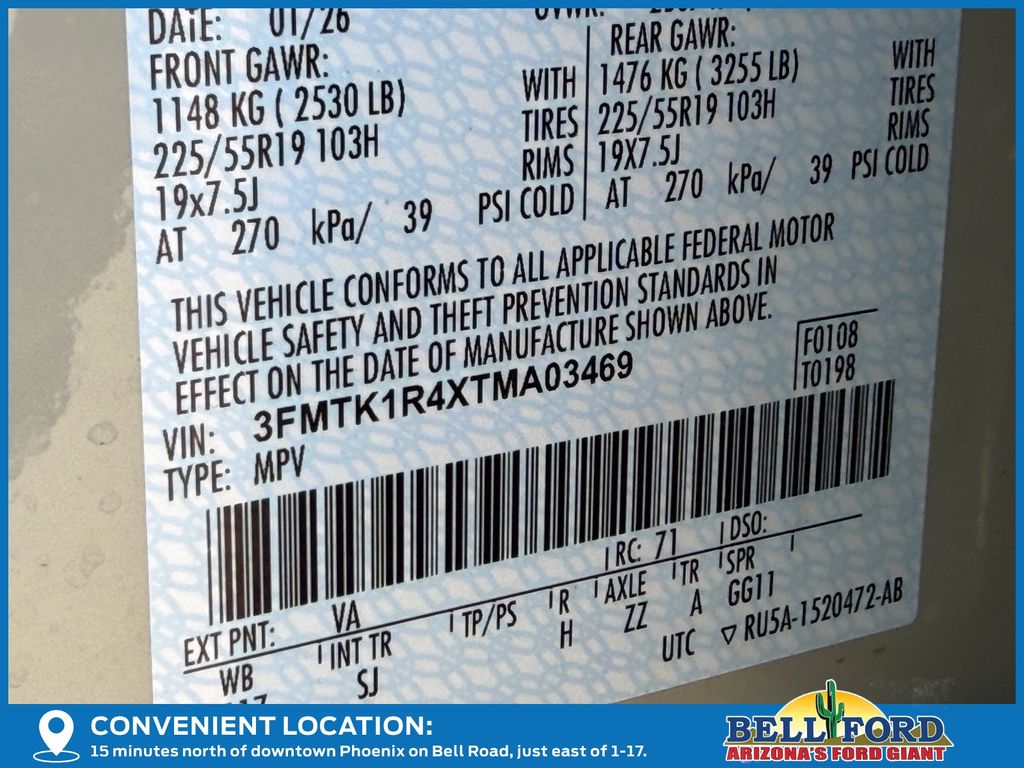 DATE: 01/26
FRONT GAWR:
1148 KG ( 2530 LB)
WITH
225/55R19 103H
TIRES
19x7.5J
RIMS
AT 270 kPa/ 39 PSI COLD
REAR GAWR:
1476 KG ( 3255 LB)
WITH
225/55R19 103H
TIRES
19X7.5J
RIMS
AT 270 kPa/ 39 PSI COLD
THIS VEHICLE CONFORMS TO ALL APPLICABLE FEDERAL MOTOR
VEHICLE SAFETY AND THEFT PREVENTION STANDARDS IN
EFFECT ON THE DATE OF MANUFACTURE SHOWN ABOVE.
F0108
T0198
VIN: 3FMTK1R4XTMA03469
TYPE: MPV
EXT PNT: VA RC: 71 DSO:
WB INT TR TP/PS R AXLE TR SPR
SJ H ZZ A GG11
UTC RU5A-1520472-AB
CONVENIENT LOCATION:
15 minutes north of downtown Phoenix on Bell Road, just east of 1-17.
BELL FORD
ARIZONA'S FORD GIANT